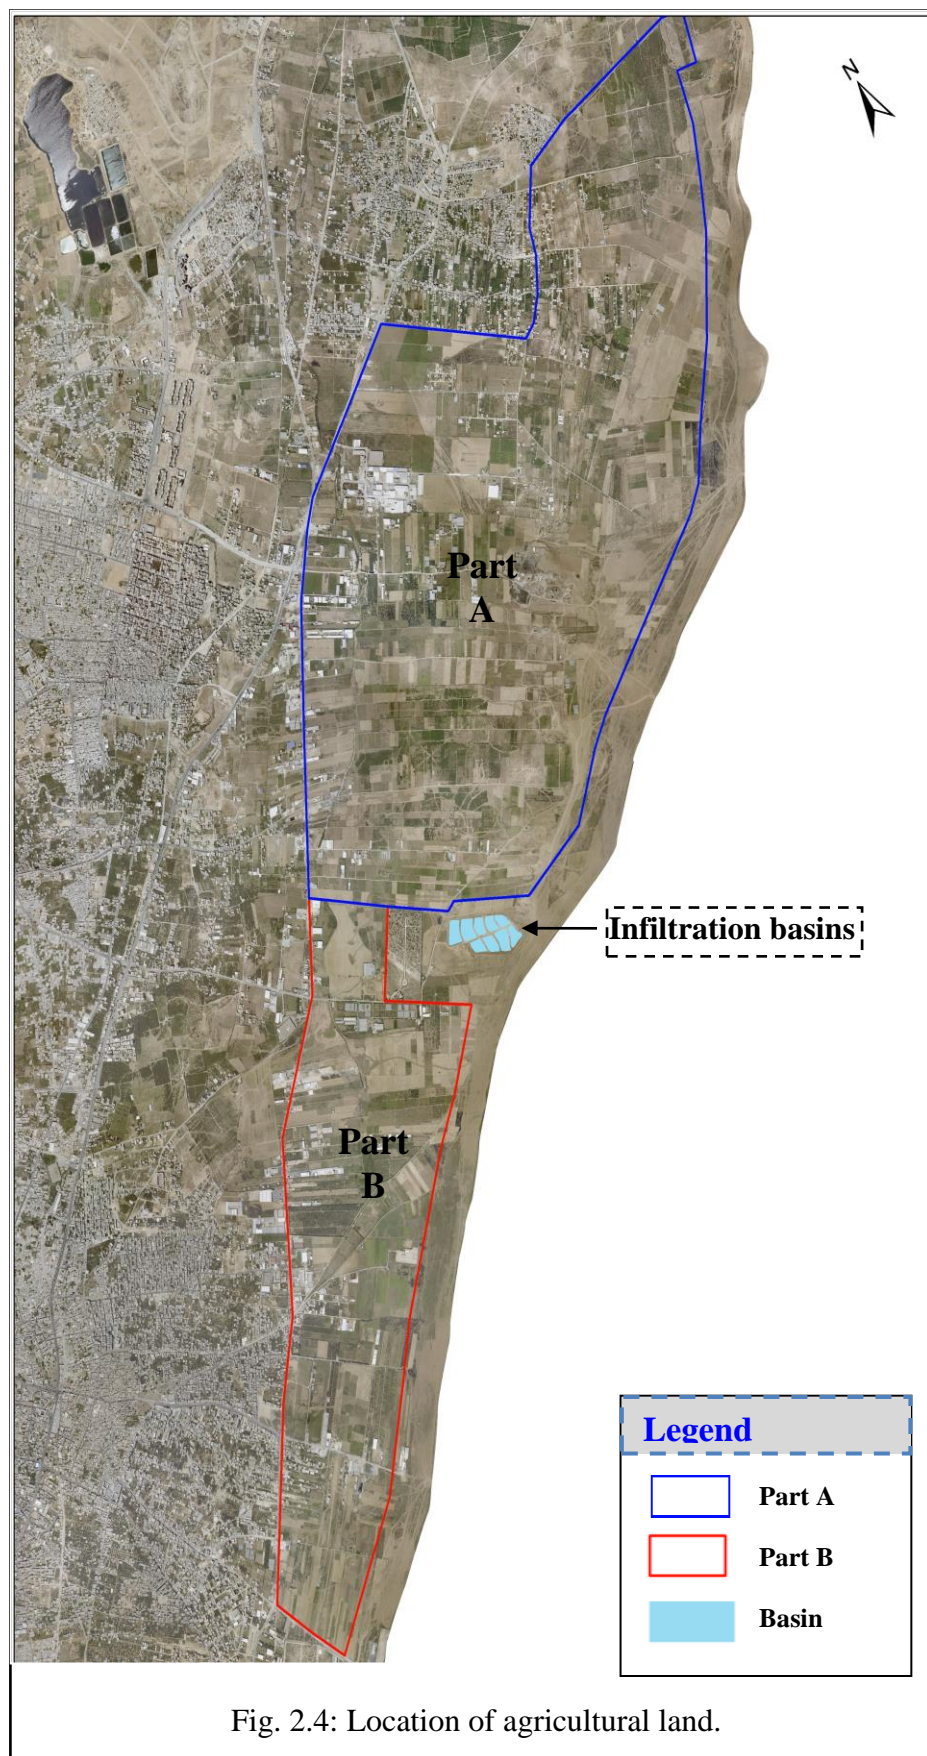 N
Part
A
Infiltration basins
Part
B
Legend
Part A
Part B
Basin
Fig. 2.4: Location of agricultural land.